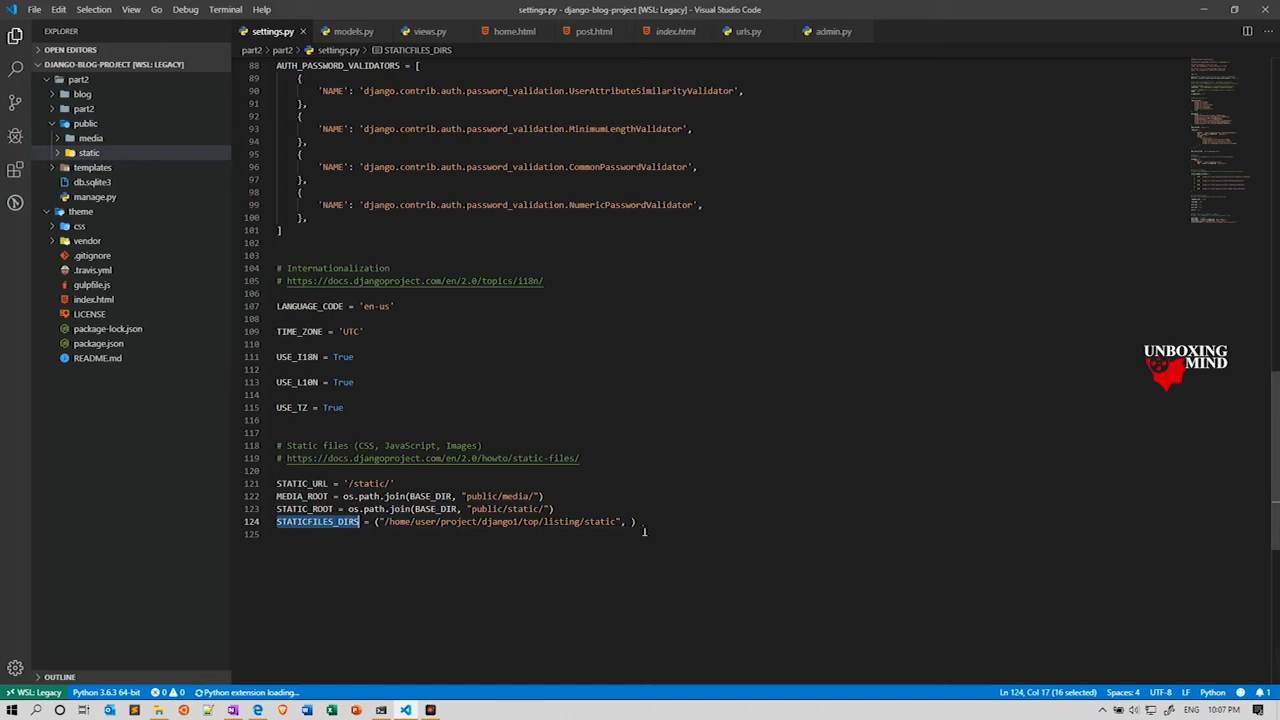 File Edit Selection View Go Debug Terminal Help
settings.py - django-blog-project [WSL: Legacy] - Visual Studio Code
EXPLORER
settings.py
models.py
views.py
home.html
post.html
index.html
urls.py
admin.py
OPEN EDITORS
part2 > part2 > settings.py > STATICFILES_DIRS
DJANGO-BLOG-PROJECT [WSL: LEGACY]
part2
blog
part2
public
media
static
templates
db.sqlite3
manage.py
theme
css
vendor
.gitignore
.travis.yml
gulpfile.js
index.html
LICENSE
package-lock.json
package.json
README.md
88 AUTH_PASSWORD_VALIDATORS = [
89 {
90 'NAME': 'django.contrib.auth.password_validation.UserAttributeSimilarityValidator',
91 },
92 {
93 'NAME': 'django.contrib.auth.password_validation.MinimumLengthValidator',
94 },
95 {
96 'NAME': 'django.contrib.auth.password_validation.CommonPasswordValidator',
97 },
98 {
99 'NAME': 'django.contrib.auth.password_validation.NumericPasswordValidator',
100 },
101 ]
102
103
104 # Internationalization
105 # https://docs.djangoproject.com/en/2.0/topics/i18n/
106
107 LANGUAGE_CODE = 'en-us'
108
109 TIME_ZONE = 'UTC'
110
111 USE_I18N = True
112
113 USE_L10N = True
114
115 USE_TZ = True
116
117
118 # Static files (CSS, JavaScript, Images)
119 # https://docs.djangoproject.com/en/2.0/howto/static-files/
120
121 STATIC_URL = '/static/'
122 MEDIA_ROOT = os.path.join(BASE_DIR, "public/media/")
123 STATIC_ROOT = os.path.join(BASE_DIR, "public/static/")
124 STATICFILES_DIRS = ("/home/user/project/django1/top/listing/static", )
125
UNBOXING
MIND
OUTLINE
WSL: Legacy Python 3.6.3 64-bit 0 0 Python extension loading...
Ln 124, Col 17 (16 selected) Spaces: 4 UTF-8 LF Python
ENG 10:07 PM